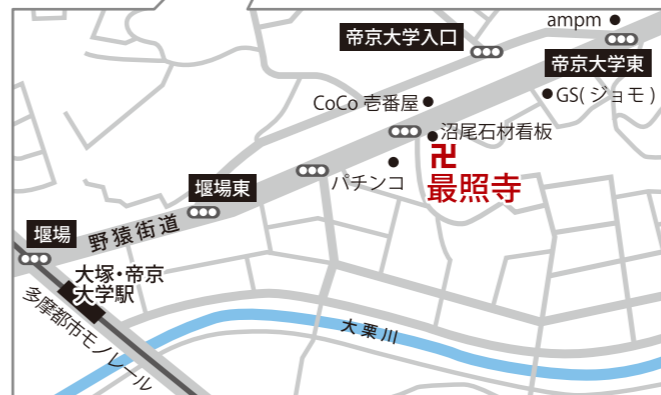 ampm
帝京大学入口
帝京大学東
GS(ジョモ)
CoCo 壱番屋
沼尾石材看板
卍
最照寺
パチンコ
堰場東
堰場
野猿街道
大塚・帝京
大学駅
多摩都市モノレール
大栗川